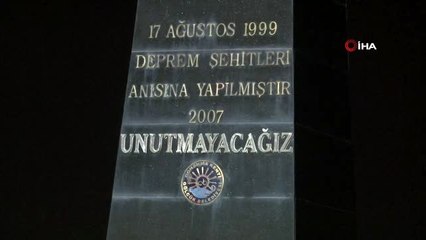 17 AĞUSTOS 1999
DEPREM ŞEHİTLERİ
ANISINA YAPILMIŞTIR
2007
UNUTMAYACAĞIZ
İHA